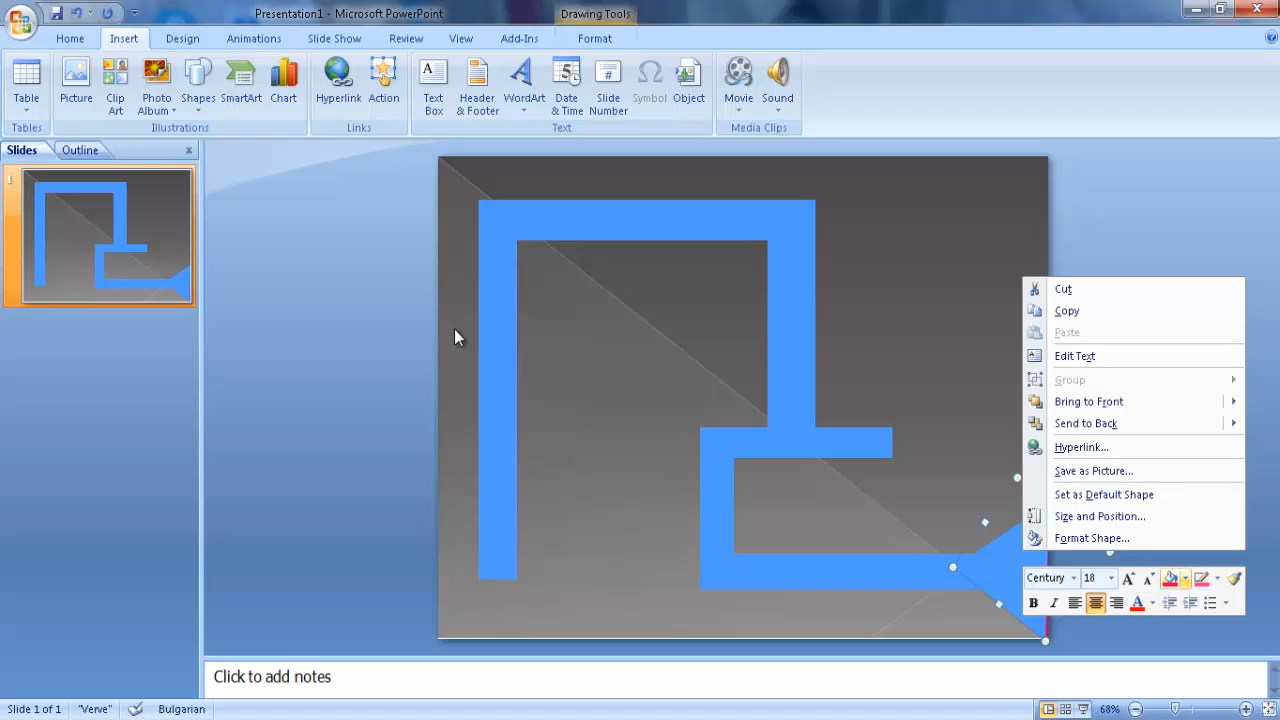 Presentation1 - Microsoft PowerPoint
Drawing Tools
Home
Insert
Design
Animations
Slide Show
Review
View
Add-Ins
Format
Table
Picture
Clip
Art
Photo
Album
Shapes
SmartArt
Chart
Hyperlink
Action
Text
Box
Header
& Footer
WordArt
Date
& Time
Slide
Number
Symbol
Object
Movie
Sound
Tables
Illustrations
Links
Text
Media Clips
Slides
Outline
1
Cut
Copy
Paste
Edit Text
Group
Bring to Front
Send to Back
Hyperlink...
Save as Picture...
Set as Default Shape
Size and Position...
Format Shape...
Century
18
Click to add notes
Slide 1 of 1
"Verve"
Bulgarian
68%